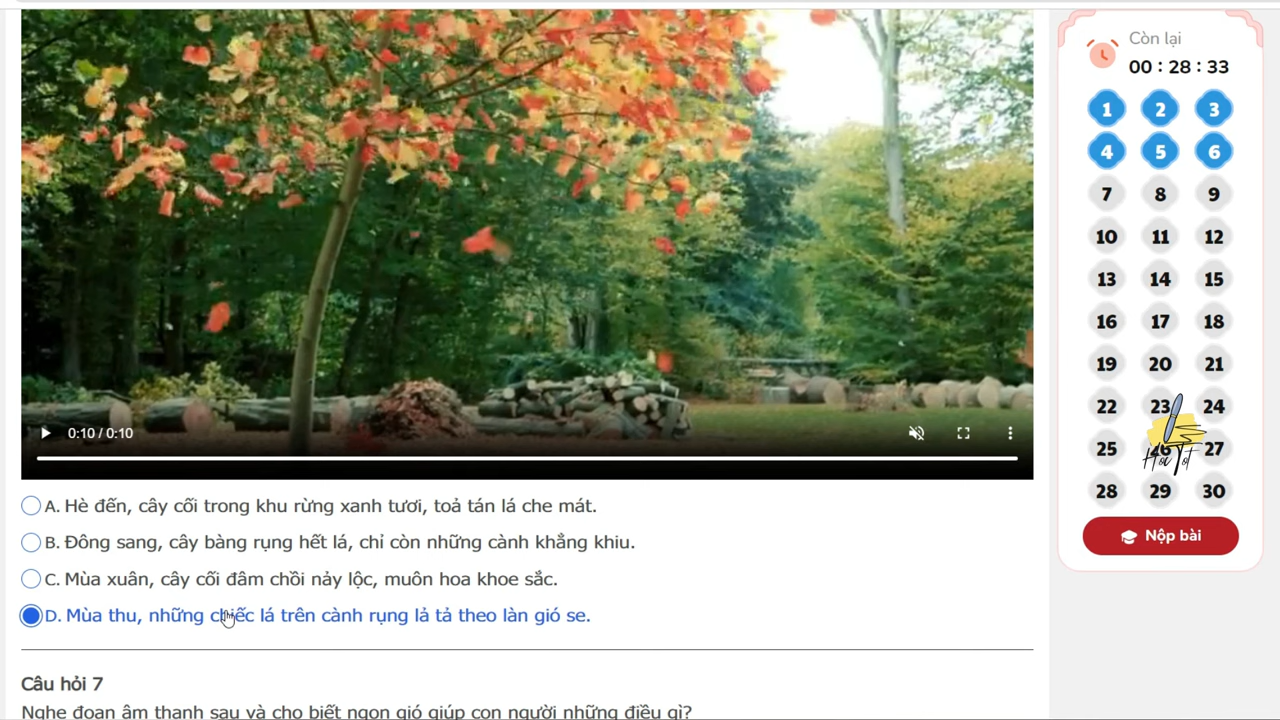 Còn lại
00 : 28 : 33
1 2 3
4 5 6
7 8 9
10 11 12
13 14 15
16 17 18
19 20 21
22 23 24
25 26 27
28 29 30
Học Tốt
Nộp bài
0:10 / 0:10
A. Hè đến, cây cối trong khu rừng xanh tươi, toả tán lá che mát.
B. Đông sang, cây bàng rụng hết lá, chỉ còn những cành khẳng khiu.
C. Mùa xuân, cây cối đâm chồi nảy lộc, muôn hoa khoe sắc.
D. Mùa thu, những chiếc lá trên cành rụng lả tả theo làn gió se.
Câu hỏi 7
Nghe đoạn âm thanh sau và cho biết ngọn gió giúp con người những điều gì?